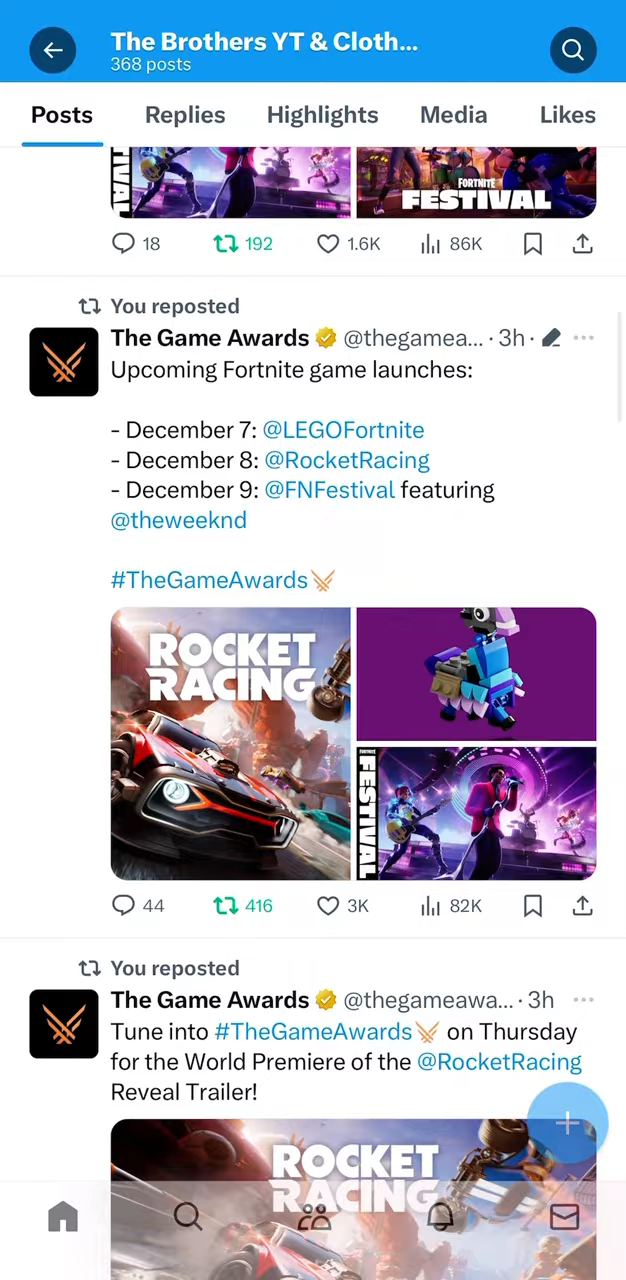 The Brothers YT & Cloth...
368 posts
Posts Replies Highlights Media Likes
FORTNITE
FESTIVAL
18 192 1.6K 86K
You reposted
The Game Awards @thegamea... · 3h ·
Upcoming Fortnite game launches:
- December 7: @LEGOFortnite
- December 8: @RocketRacing
- December 9: @FNFestival featuring
@theweeknd
#TheGameAwards
ROCKET
RACING
FORTNITE
FESTIVAL
44 416 3K 82K
You reposted
The Game Awards @thegameawa... · 3h
Tune into #TheGameAwards on Thursday
for the World Premiere of the @RocketRacing
Reveal Trailer!
ROCKET
RACING